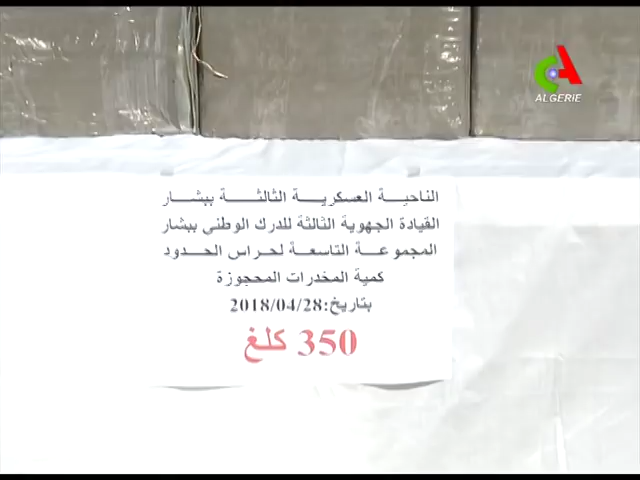 ALGERIE
الناحية العسكرية الثالثة ببشار
القيادة الجهوية الثالثة للدرك الوطني ببشار
المجموعة التاسعة لحراس الحدود
كمية المخدرات المحجوزة
بتاريخ:2018/04/28
350 كلغ